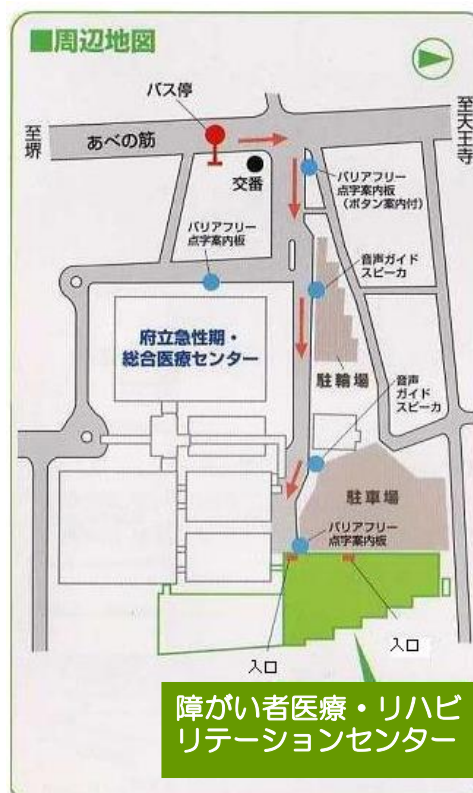 ■周辺地図
バス停
至堺
あべの筋
至天王寺
交番
バリアフリー
点字案内板
（ボタン案内付）
バリアフリー
点字案内板
音声ガイド
スピーカ
府立急性期・
総合医療センター
駐輪場
音声
ガイド
スピーカ
駐車場
バリアフリー
点字案内板
入口
入口
障がい者医療・リハビ
リテーションセンター